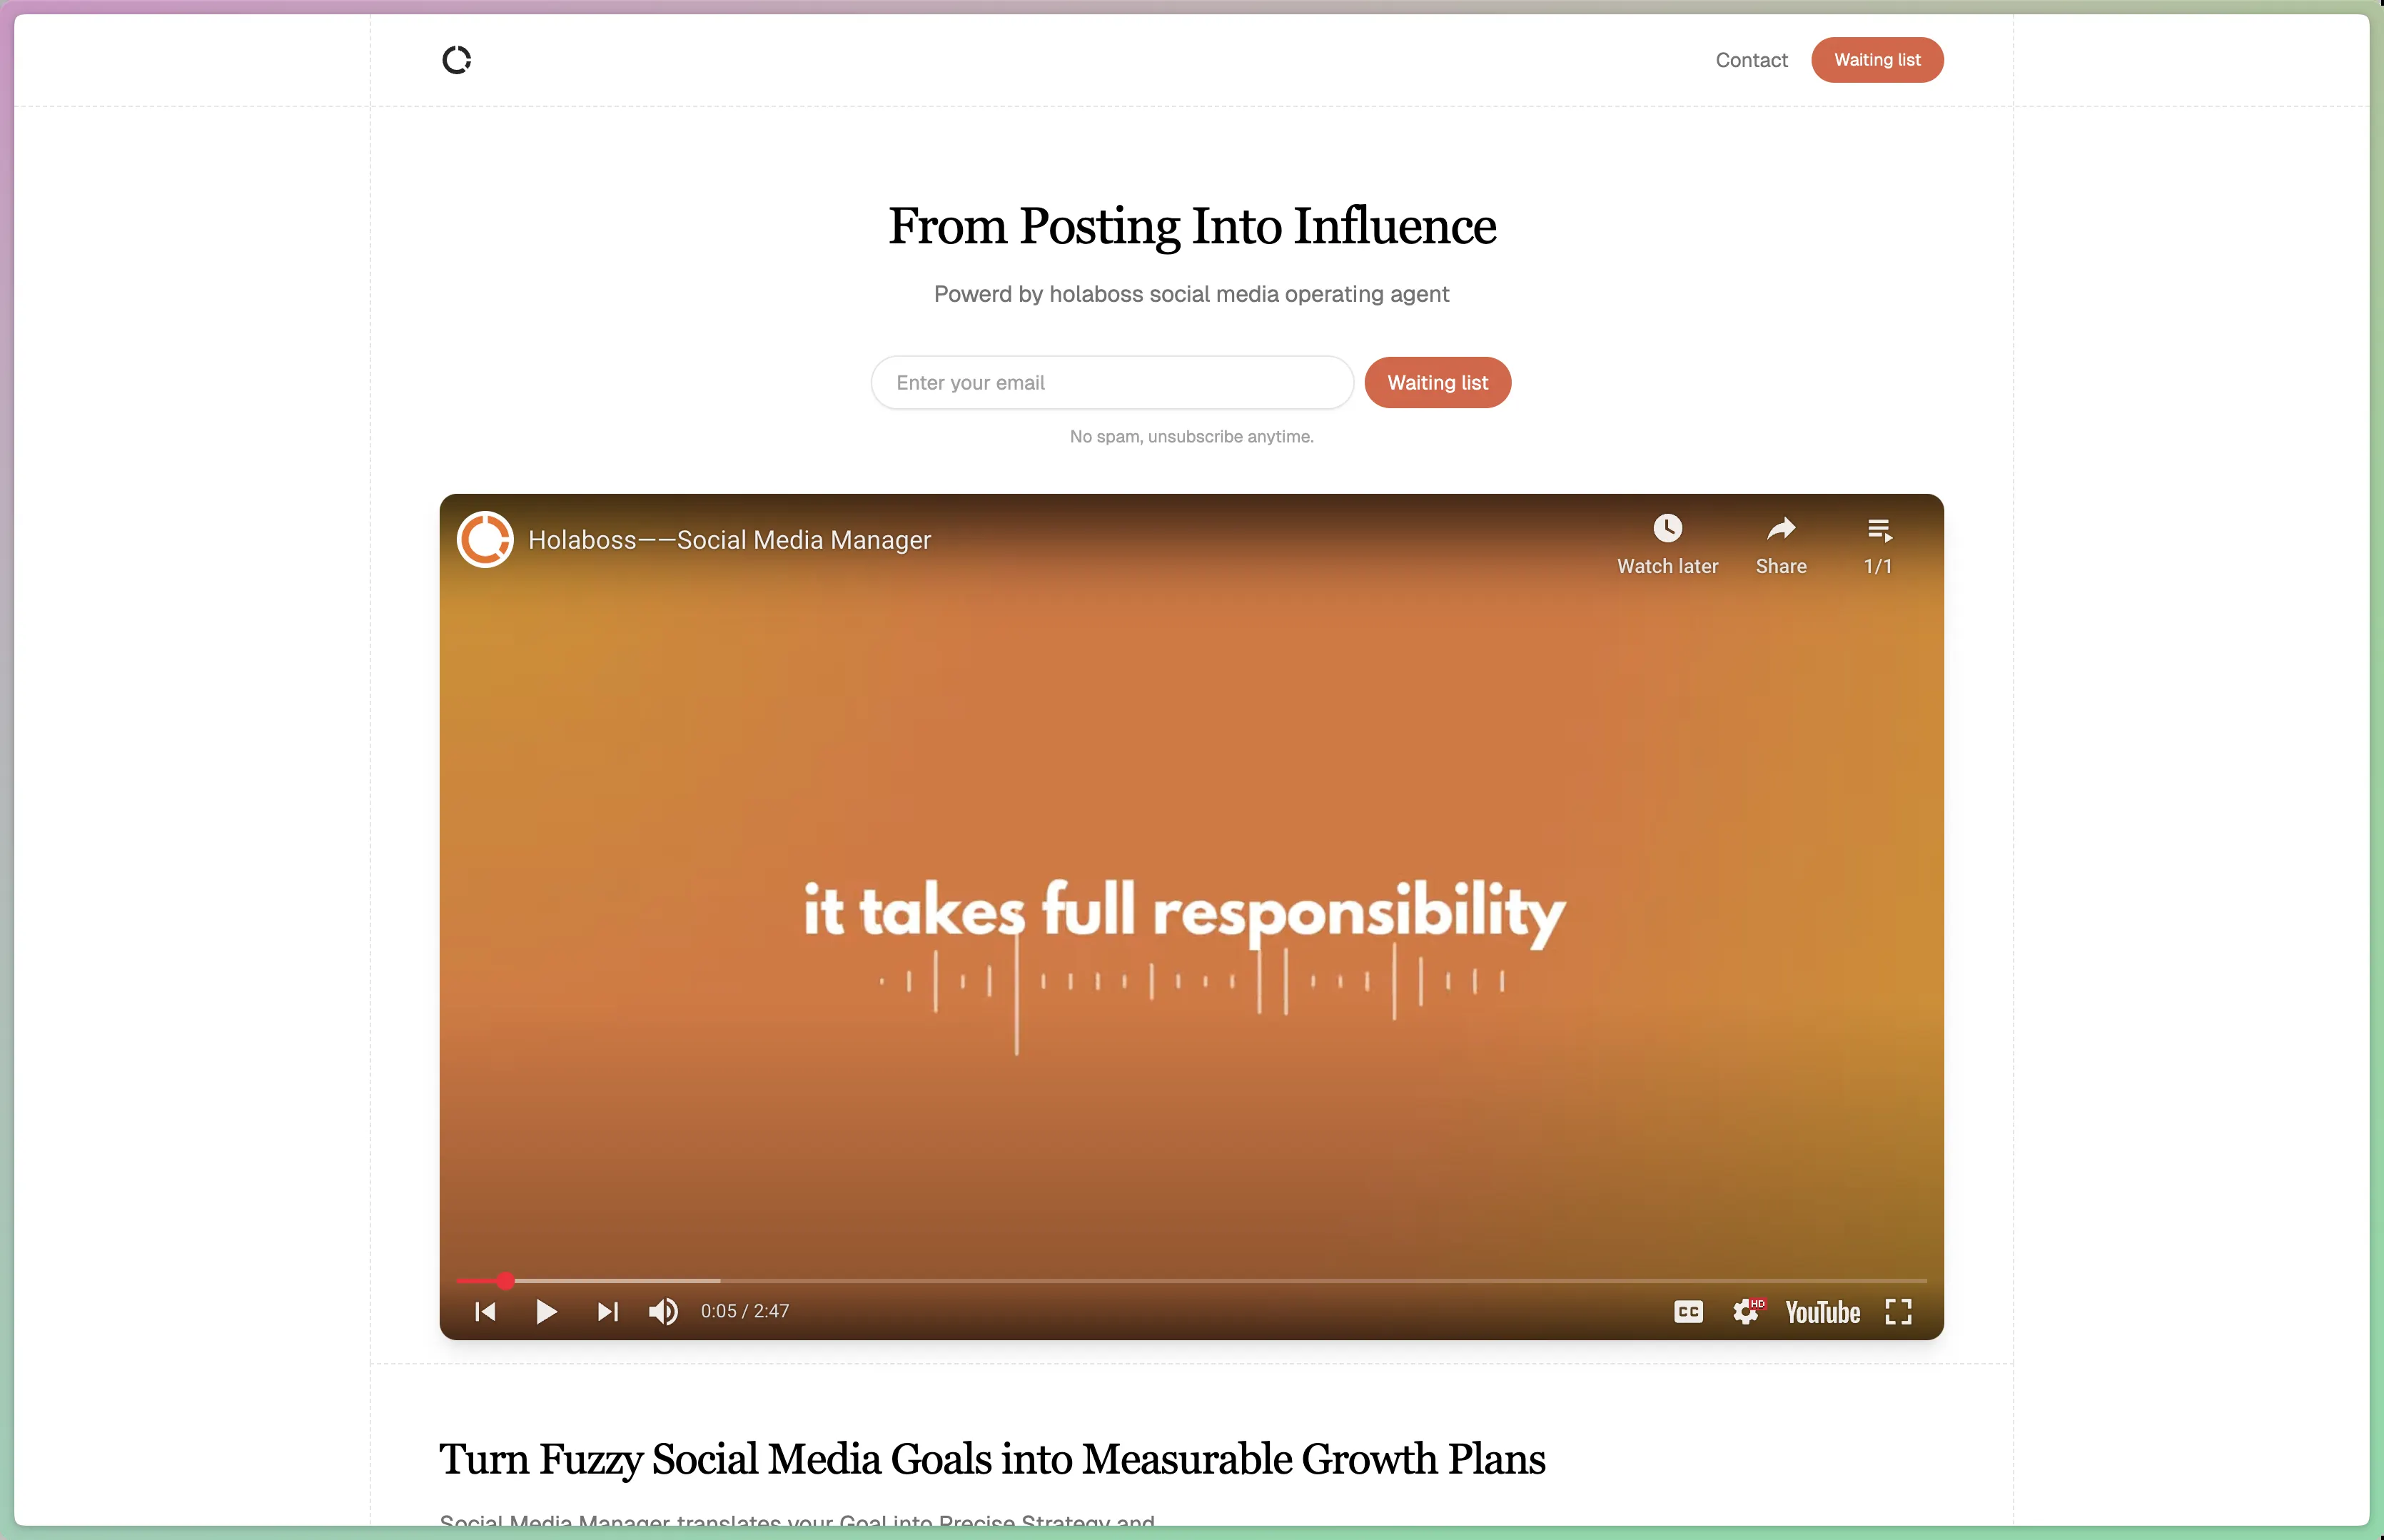 Contact
Waiting list
From Posting Into Influence
Powerd by holaboss social media operating agent
Enter your email
Waiting list
No spam, unsubscribe anytime.
Holaboss——Social Media Manager
Watch later
Share
1/1
it takes full responsibility
0:05 / 2:47
CC
HD
YouTube
Turn Fuzzy Social Media Goals into Measurable Growth Plans
Social Media Manager translates your Goal into Precise Strategy and